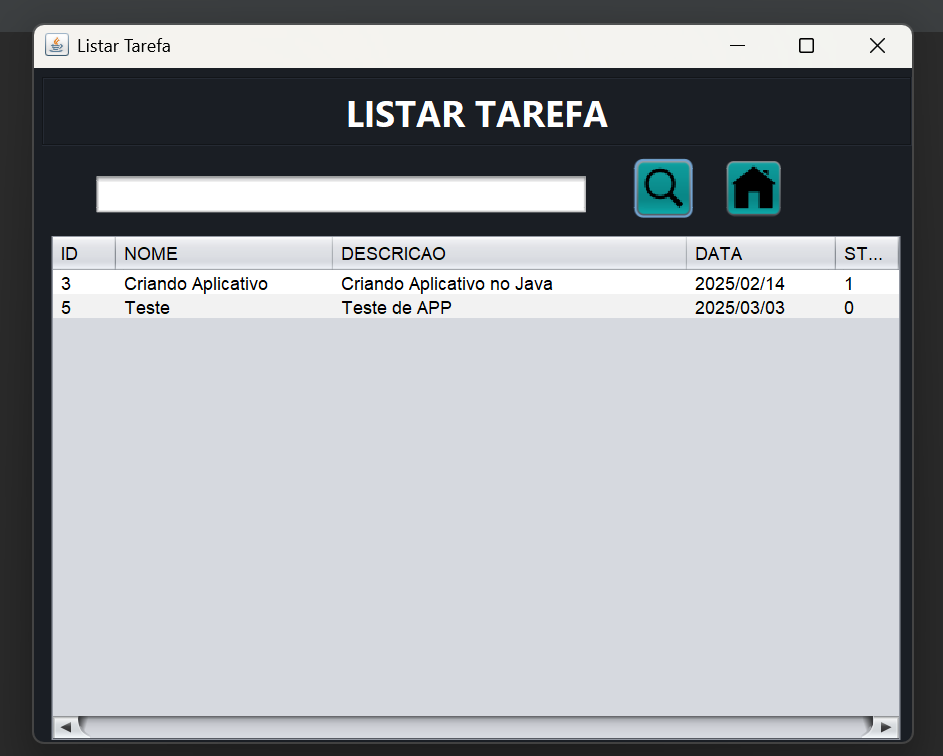 Listar Tarefa
LISTAR TAREFA
ID NOME DESCRICAO DATA ST...
3 Criando Aplicativo Criando Aplicativo no Java 2025/02/14 1
5 Teste Teste de APP 2025/03/03 0